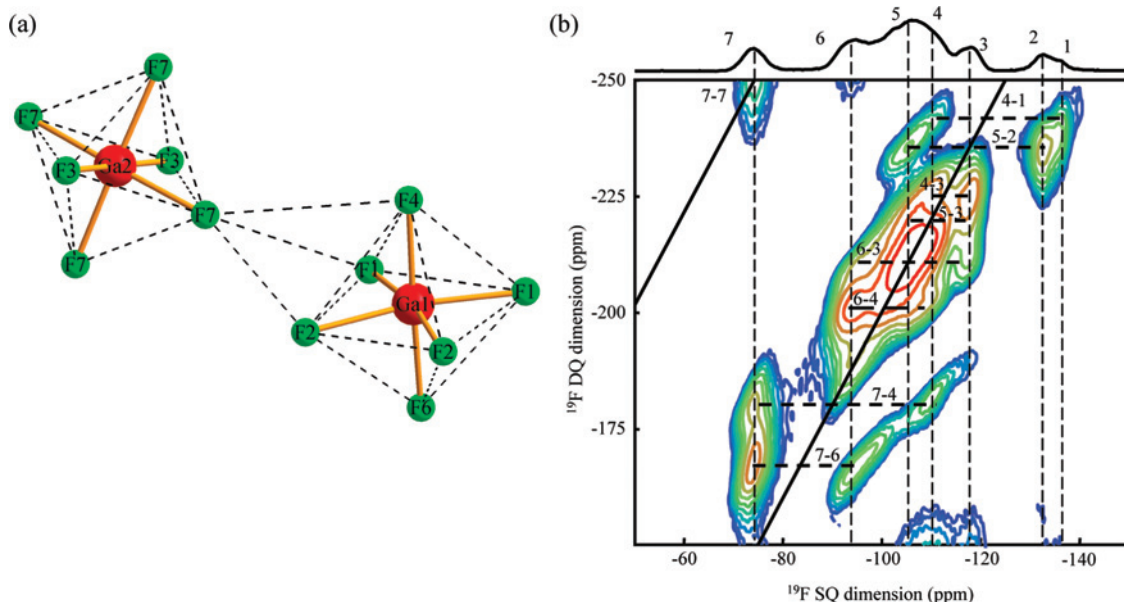 (a)
F7
F7
Ga2
F3
F3
F7
F7
F4
F1
Ga1
F1
F2
F2
F6
(b)
7
6
5
4
3
2
1
-250
-225
-200
-175
7-7
4-1
5-2
4-3
5-3
6-3
6-4
7-4
7-6
¹⁹F DQ dimension (ppm)
-60
-80
-100
-120
-140
¹⁹F SQ dimension (ppm)